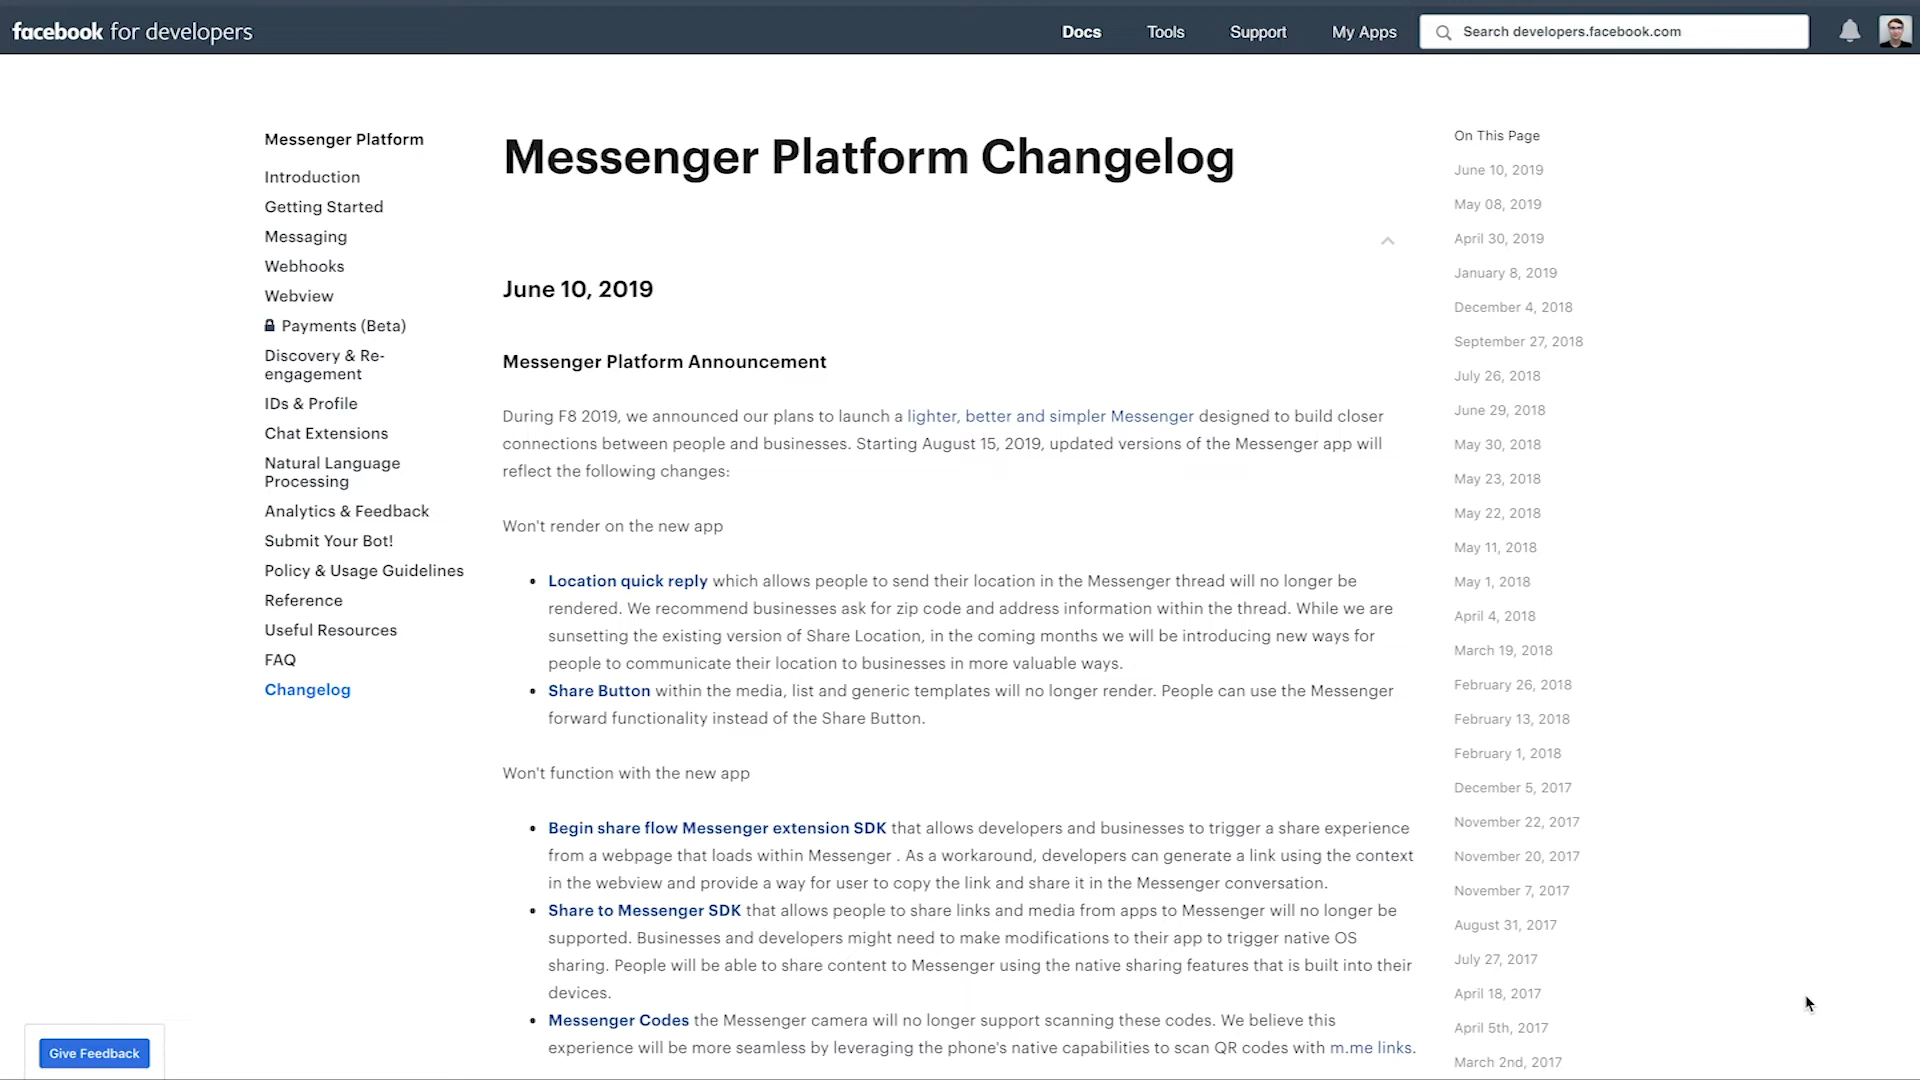 facebook for developers
Docs
Tools
Support
My Apps
Search developers.facebook.com
Messenger Platform
Introduction
Getting Started
Messaging
Webhooks
Webview
Payments (Beta)
Discovery & Re-
engagement
IDs & Profile
Chat Extensions
Natural Language
Processing
Analytics & Feedback
Submit Your Bot!
Policy & Usage Guidelines
Reference
Useful Resources
FAQ
Changelog
Give Feedback
Messenger Platform Changelog
June 10, 2019
Messenger Platform Announcement
During F8 2019, we announced our plans to launch a lighter, better and simpler Messenger designed to build closer
connections between people and businesses. Starting August 15, 2019, updated versions of the Messenger app will
reflect the following changes:
Won't render on the new app
• Location quick reply which allows people to send their location in the Messenger thread will no longer be
rendered. We recommend businesses ask for zip code and address information within the thread. While we are
sunsetting the existing version of Share Location, in the coming months we will be introducing new ways for
people to communicate their location to businesses in more valuable ways.
• Share Button within the media, list and generic templates will no longer render. People can use the Messenger
forward functionality instead of the Share Button.
Won't function with the new app
• Begin share flow Messenger extension SDK that allows developers and businesses to trigger a share experience
from a webpage that loads within Messenger . As a workaround, developers can generate a link using the context
in the webview and provide a way for user to copy the link and share it in the Messenger conversation.
• Share to Messenger SDK that allows people to share links and media from apps to Messenger will no longer be
supported. Businesses and developers might need to make modifications to their app to trigger native OS
sharing. People will be able to share content to Messenger using the native sharing features that is built into their
devices.
• Messenger Codes the Messenger camera will no longer support scanning these codes. We believe this
experience will be more seamless by leveraging the phone's native capabilities to scan QR codes with m.me links.
On This Page
June 10, 2019
May 08, 2019
April 30, 2019
January 8, 2019
December 4, 2018
September 27, 2018
July 26, 2018
June 29, 2018
May 30, 2018
May 23, 2018
May 22, 2018
May 11, 2018
May 1, 2018
April 4, 2018
March 19, 2018
February 26, 2018
February 13, 2018
February 1, 2018
December 5, 2017
November 22, 2017
November 20, 2017
November 7, 2017
August 31, 2017
July 27, 2017
April 18, 2017
April 5th, 2017
March 2nd, 2017